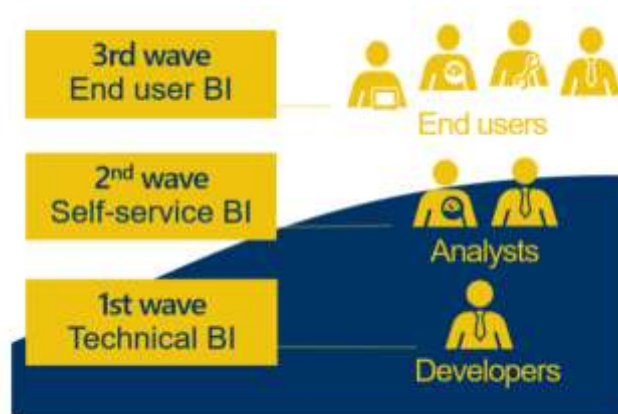 3rd wave
End user BI
End users
2nd wave
Self-service BI
Analysts
1st wave
Technical BI
Developers